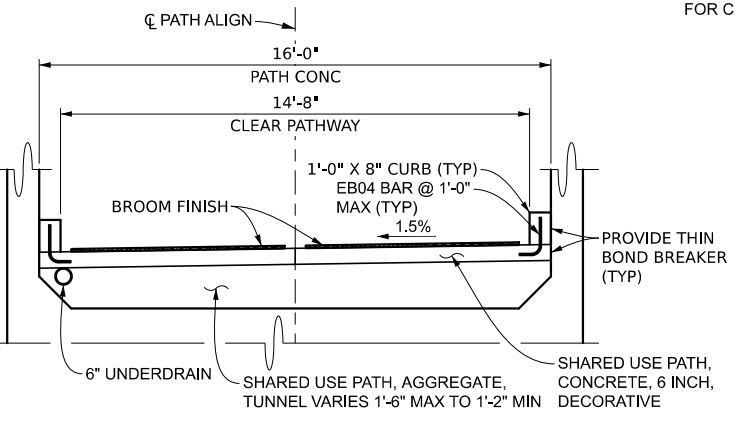 FOR C
℄ PATH ALIGN
16'-0"
PATH CONC
14'-8"
CLEAR PATHWAY
1'-0" X 8" CURB (TYP)
EB04 BAR @ 1'-0"
MAX (TYP)
BROOM FINISH
1.5%
PROVIDE THIN
BOND BREAKER
(TYP)
6" UNDERDRAIN
SHARED USE PATH, AGGREGATE,
TUNNEL VARIES 1'-6" MAX TO 1'-2" MIN
SHARED USE PATH,
CONCRETE, 6 INCH,
DECORATIVE